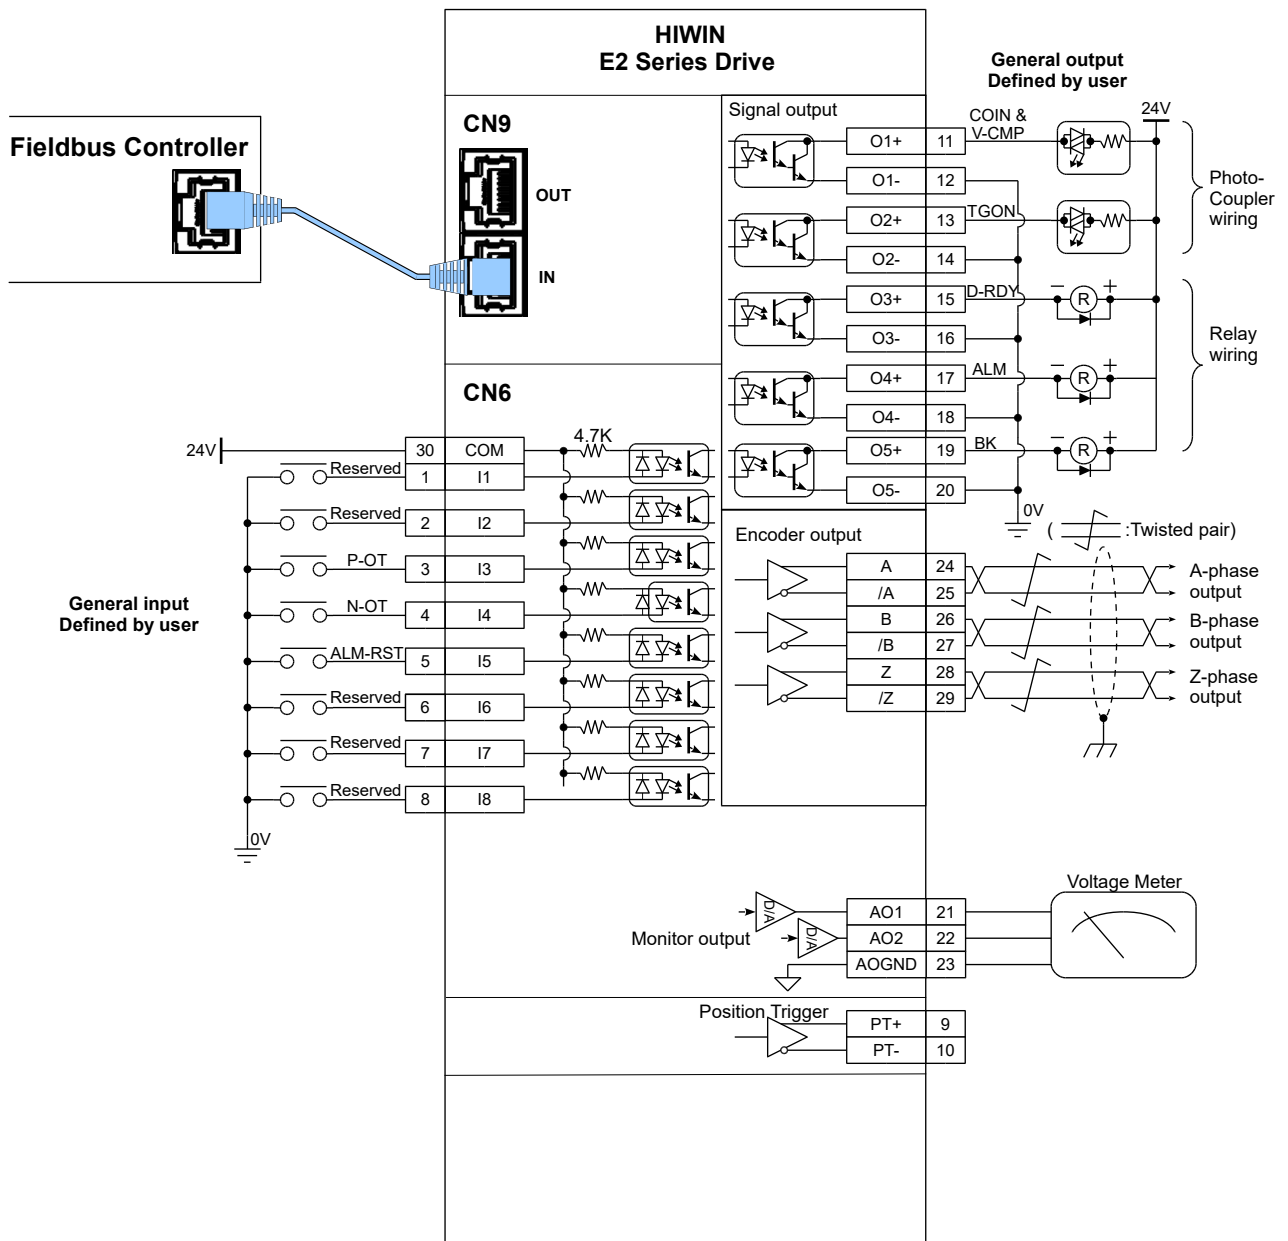 HIWIN
E2 Series Drive
General output
Defined by user
Signal output
COIN &
V-CMP
24V
CN9
Fieldbus Controller
OUT
IN
O1+ 11
O1- 12
O2+ 13 TGON
O2- 14
O3+ 15 D-RDY
O3- 16
O4+ 17 ALM
O4- 18
O5+ 19 BK
O5- 20
Photo-
Coupler
wiring
− R +
− R +
− R +
Relay
wiring
0V
CN6
24V 30 COM 4.7K
Reserved 1 I1
Reserved 2 I2
P-OT 3 I3
N-OT 4 I4
ALM-RST 5 I5
Reserved 6 I6
Reserved 7 I7
Reserved 8 I8
General input
Defined by user
0V
Encoder output
( :Twisted pair)
A 24
/A 25
B 26
/B 27
Z 28
/Z 29
A-phase
output
B-phase
output
Z-phase
output
Voltage Meter
Monitor output
D/A
D/A
AO1 21
AO2 22
AOGND 23
Position Trigger
PT+ 9
PT- 10